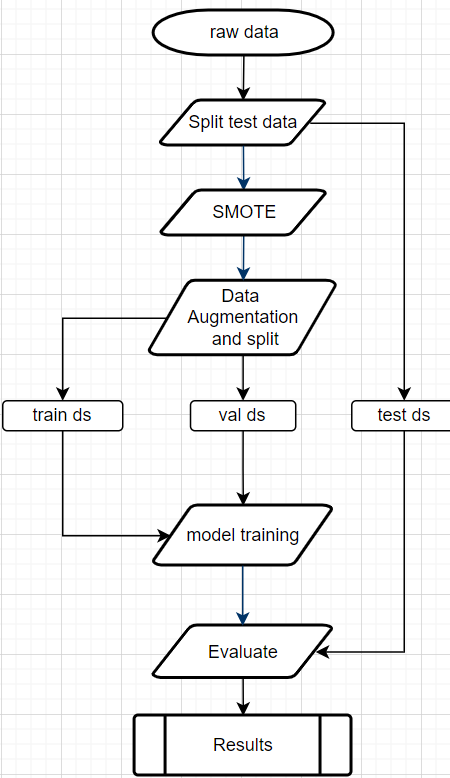 raw data
Split test data
SMOTE
Data
Augmentation
and split
train ds
val ds
test ds
model training
Evaluate
Results